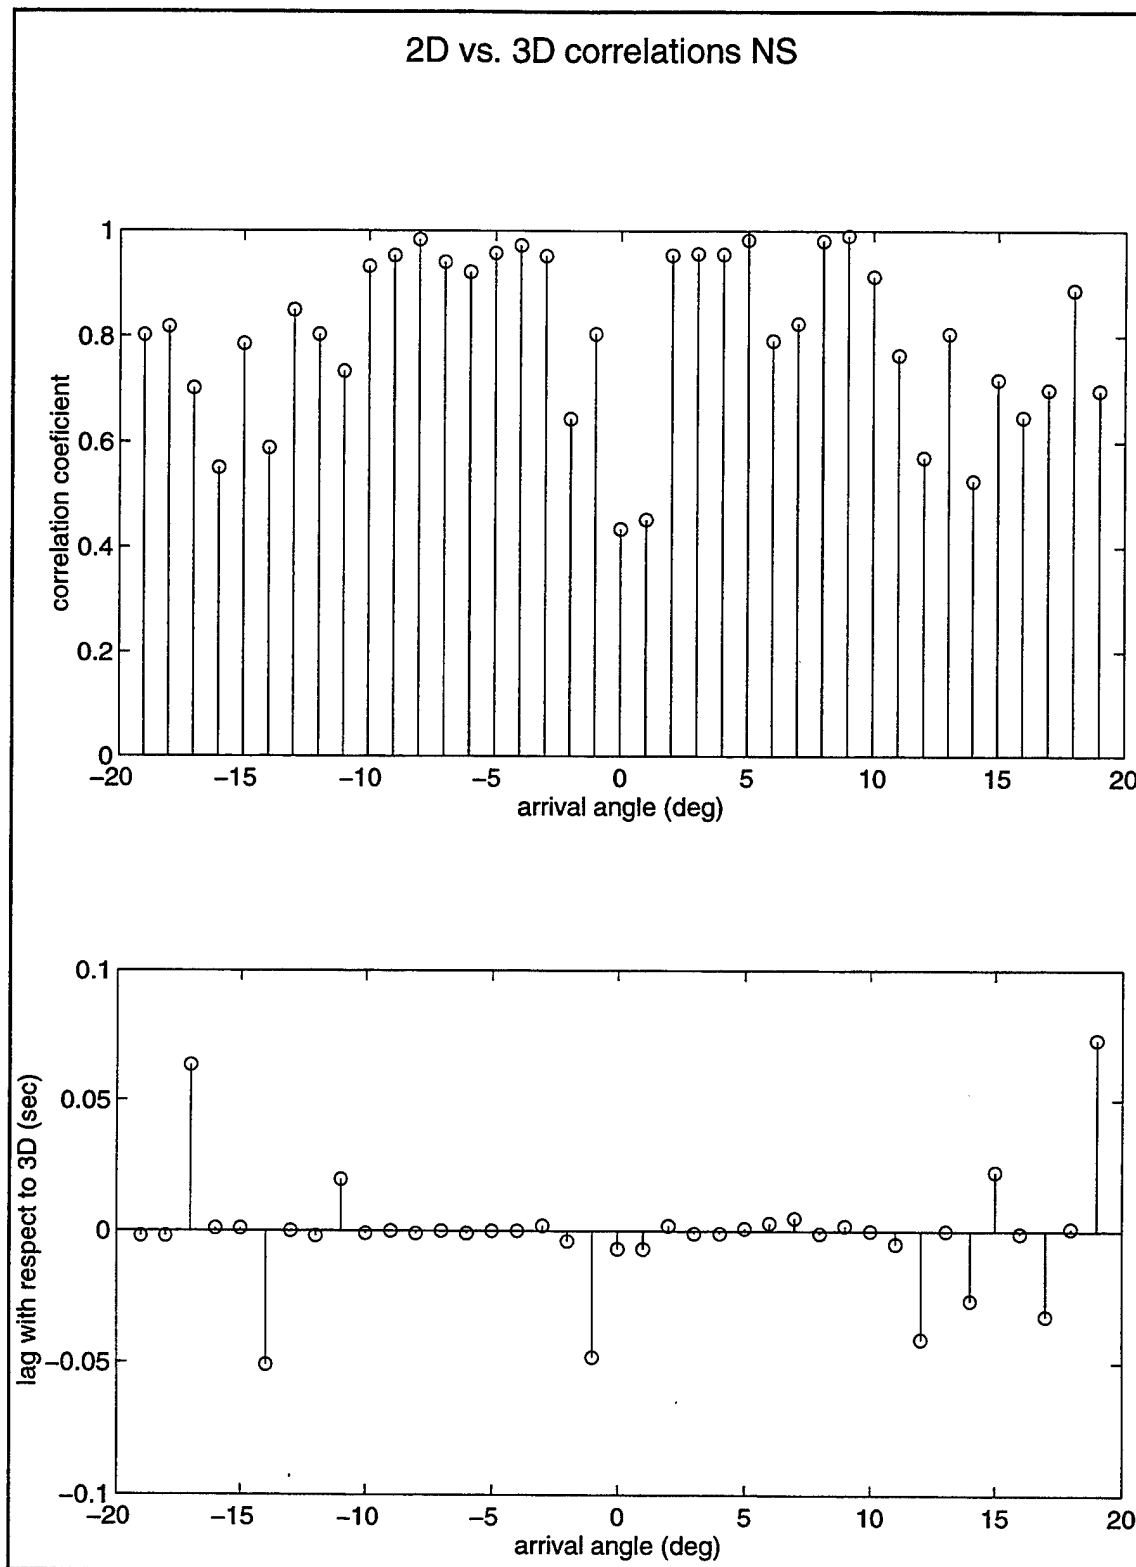 2D vs. 3D correlations NS
1
0.8
0.6
0.4
0.2
0
correlation coeficient
−20 −15 −10 −5 0 5 10 15 20
arrival angle (deg)
0.1
0.05
0
−0.05
−0.1
lag with respect to 3D (sec)
−20 −15 −10 −5 0 5 10 15 20
arrival angle (deg)